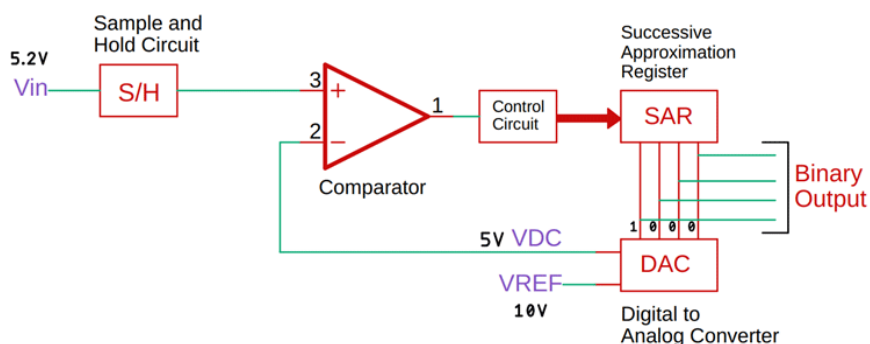 Sample and
Hold Circuit
5.2V
Vin
S/H
3
+
2
−
1
Comparator
Control
Circuit
Successive
Approximation
Register
SAR
Binary
Output
1 0 0 0
5V VDC
DAC
VREF
10V
Digital to
Analog Converter